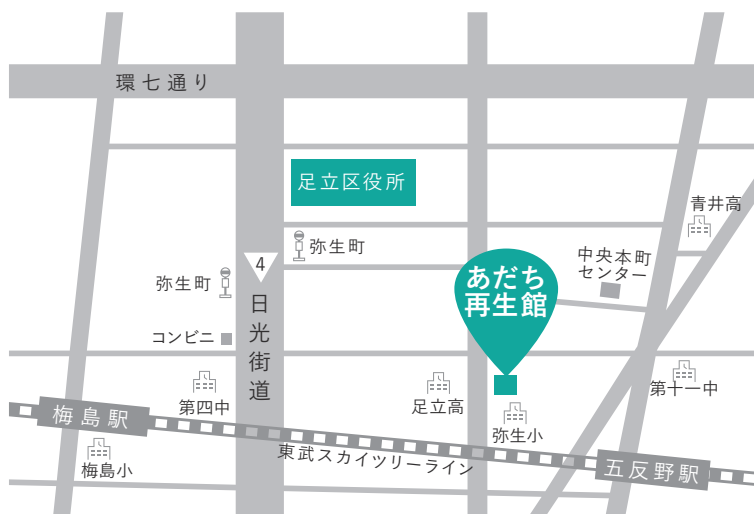 環七通り
足立区役所
青井高
弥生町
中央本町
センター
4
弥生町
あだち
再生館
日光街道
コンビニ
第四中
足立高
第十一中
弥生小
梅島駅
梅島小
東武スカイツリーライン
五反野駅